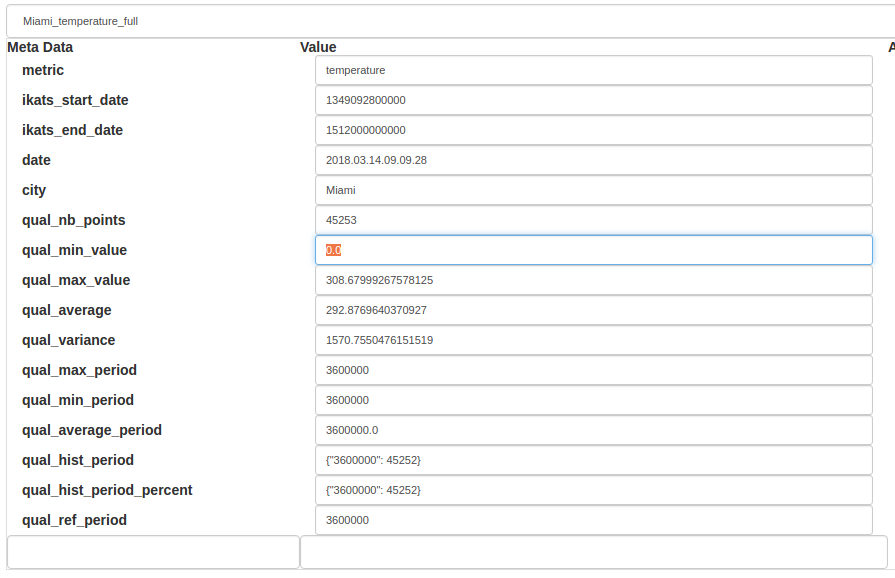 Miami_temperature_full
Meta Data Value A
metric temperature
ikats_start_date 1349092800000
ikats_end_date 1512000000000
date 2018.03.14.09.09.28
city Miami
qual_nb_points 45253
qual_min_value 0.0
qual_max_value 308.67999267578125
qual_average 292.8769640370927
qual_variance 1570.7550476151519
qual_max_period 3600000
qual_min_period 3600000
qual_average_period 3600000.0
qual_hist_period {"3600000": 45252}
qual_hist_period_percent {"3600000": 45252}
qual_ref_period 3600000